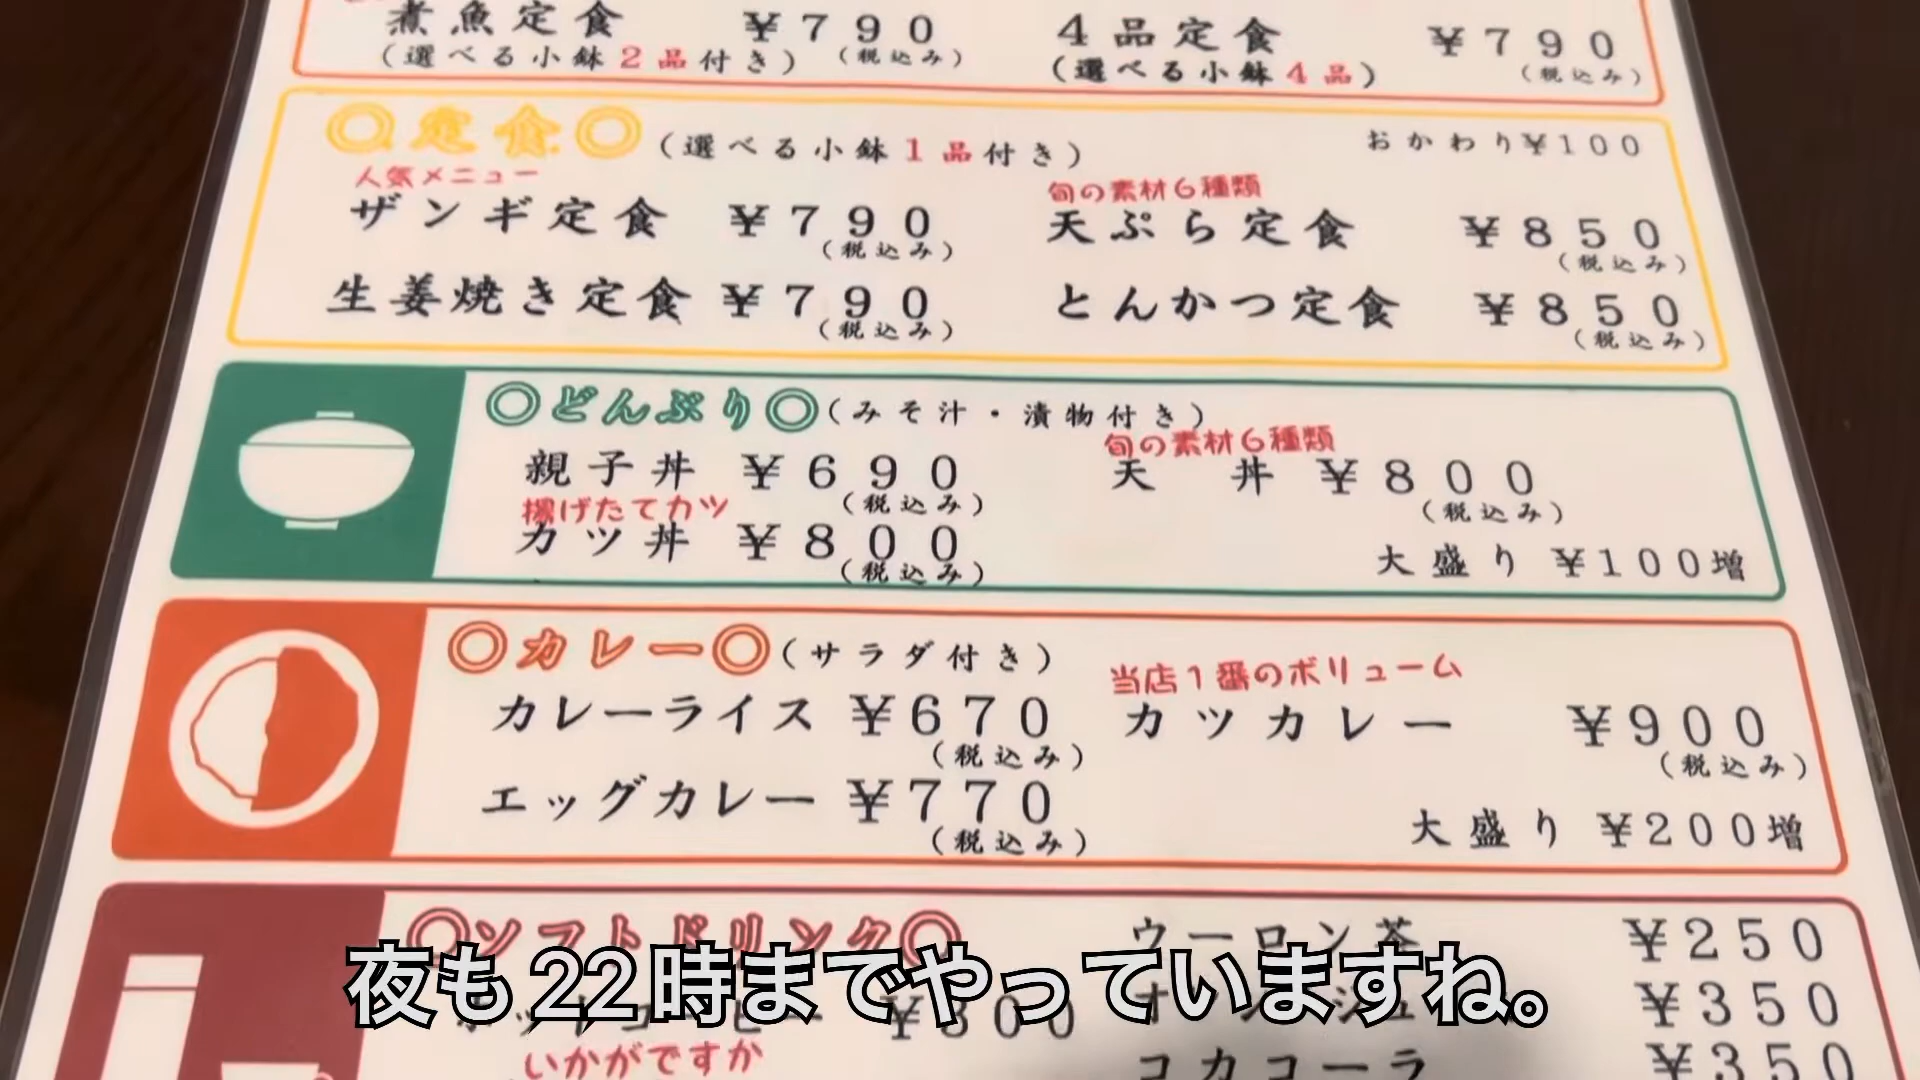 煮魚定食 ¥790
(選べる小鉢2品付き) (税込み)
4品定食 ¥790
(選べる小鉢4品) (税込み)
◎定食◎(選べる小鉢1品付き) おかわり¥100
人気メニュー
ザンギ定食 ¥790
(税込み)
旬の素材6種類
天ぷら定食 ¥850
(税込み)
生姜焼き定食 ¥790
(税込み)
とんかつ定食 ¥850
(税込み)
◎どんぶり◎(みそ汁・漬物付き)
親子丼 ¥690
(税込み)
旬の素材6種類
天丼 ¥800
(税込み)
揚げたてカツ
カツ丼 ¥800
(税込み)
大盛り ¥100増
◎カレー◎(サラダ付き)
カレーライス ¥670
(税込み)
当店1番のボリューム
カツカレー ¥900
(税込み)
エッグカレー ¥770
(税込み)
大盛り ¥200増
◎ソフトドリンク◎
ウーロン茶 ¥250
¥300
¥350
いかがですか
コカコーラ ¥350
夜も22時までやっていますね。